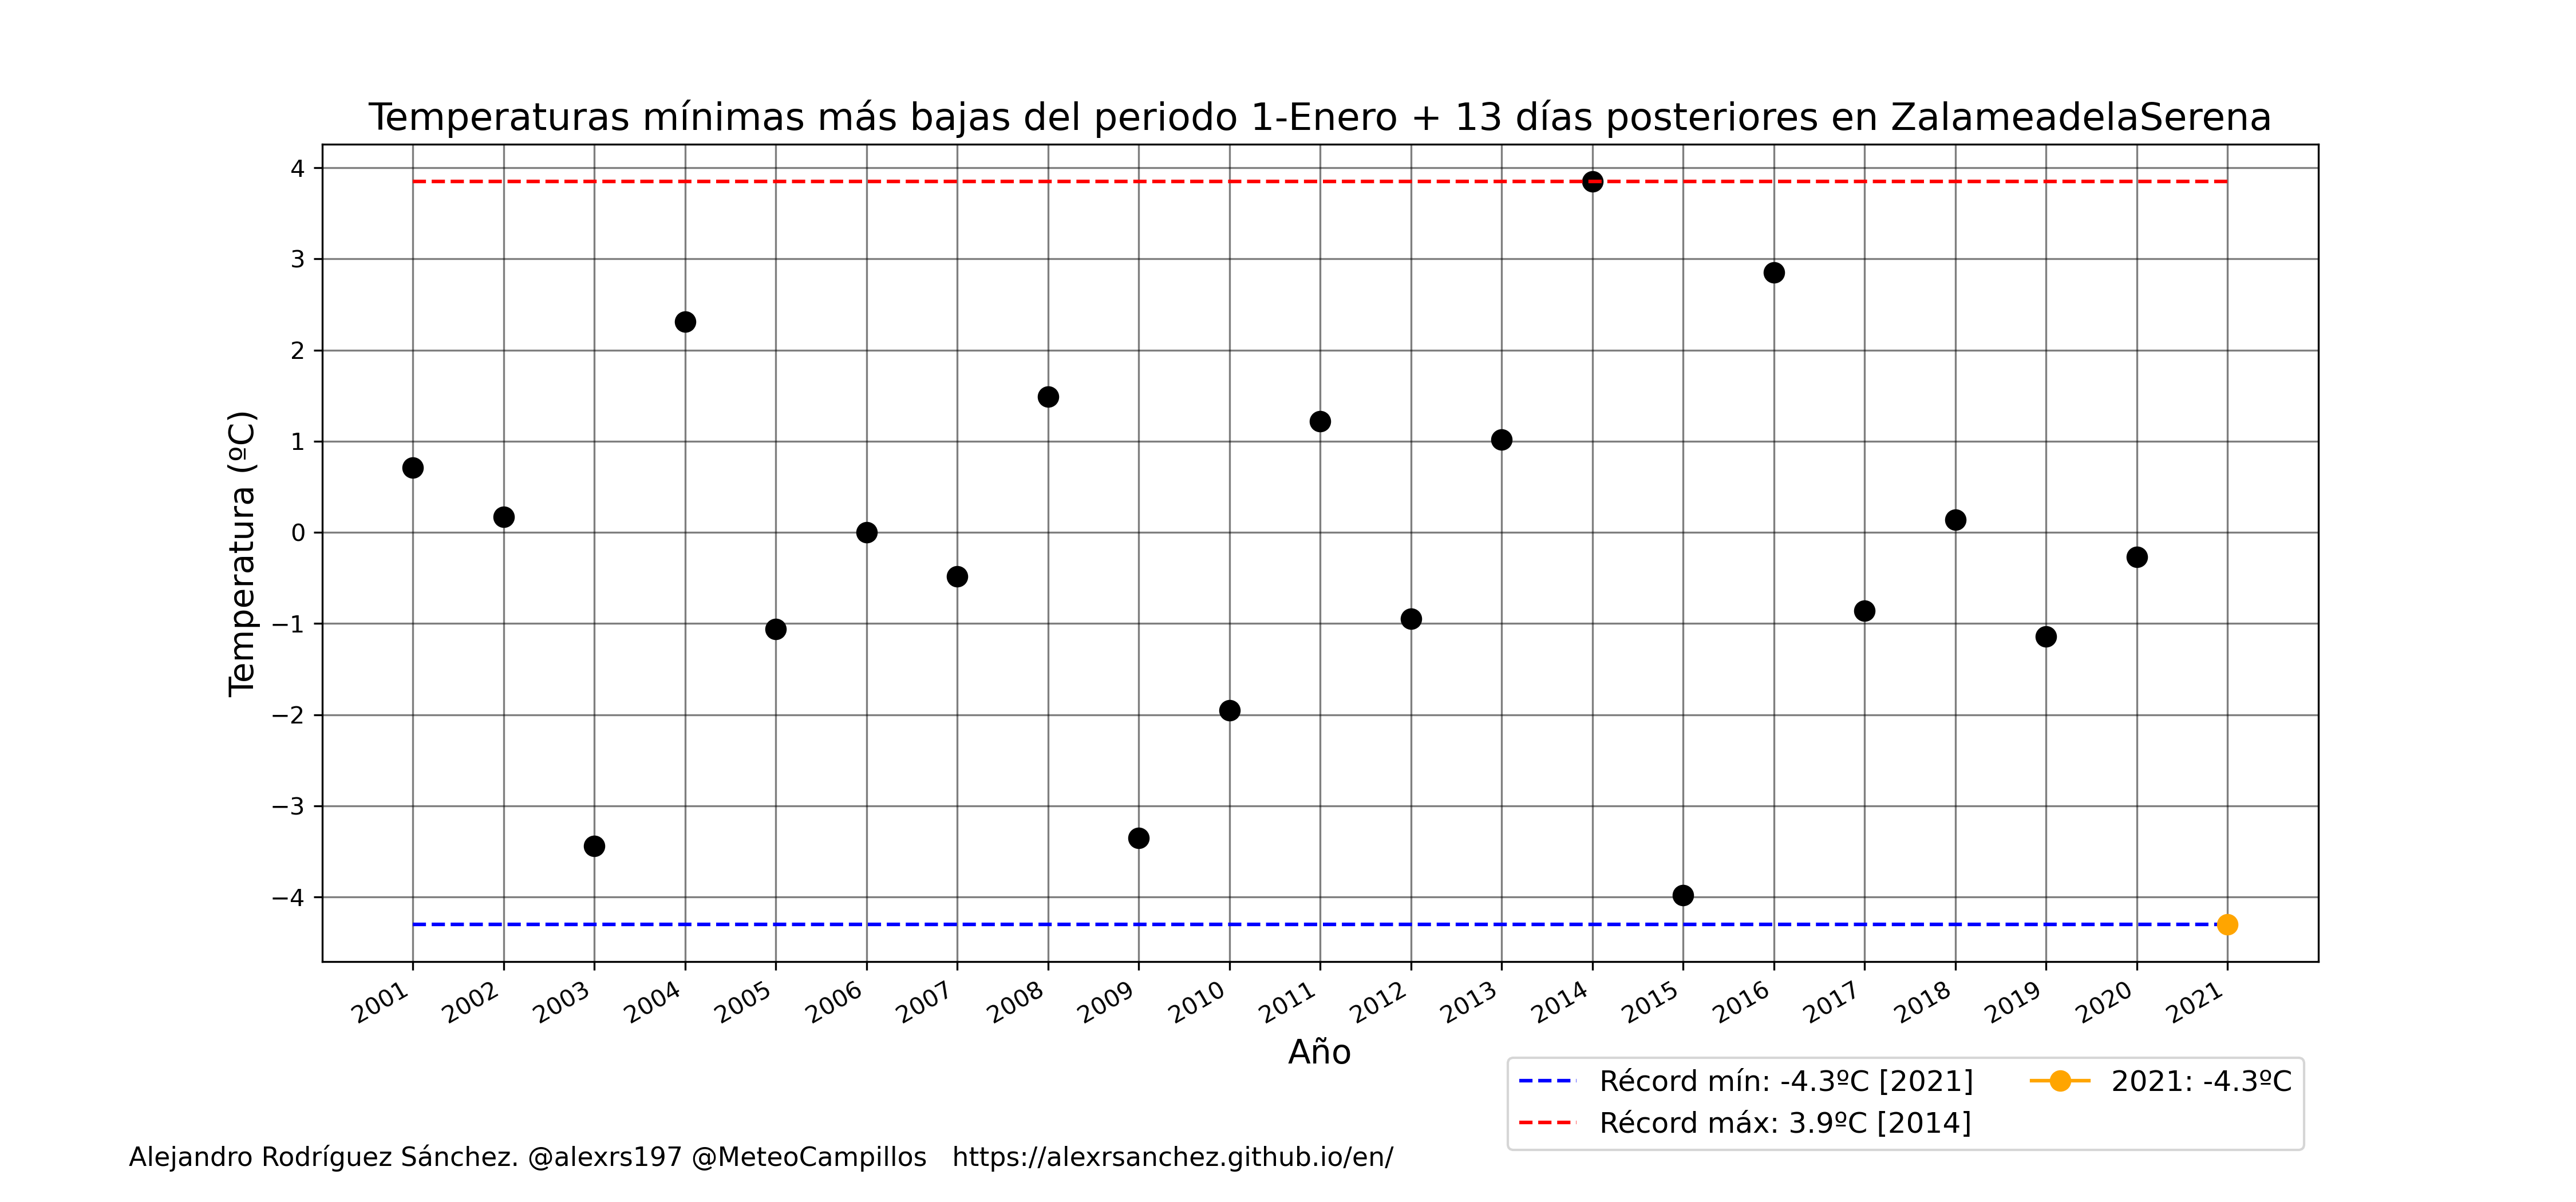 Temperaturas mínimas más bajas del periodo 1-Enero + 13 días posteriores en ZalameadelaSerena
Temperatura (ºC)
4
3
2
1
0
−1
−2
−3
−4
2001 2002 2003 2004 2005 2006 2007 2008 2009 2010 2011 2012 2013 2014 2015 2016 2017 2018 2019 2020 2021
Año
Récord mín: -4.3ºC [2021]
Récord máx: 3.9ºC [2014]
2021: -4.3ºC
Alejandro Rodríguez Sánchez. @alexrs197 @MeteoCampillos https://alexrsanchez.github.io/en/